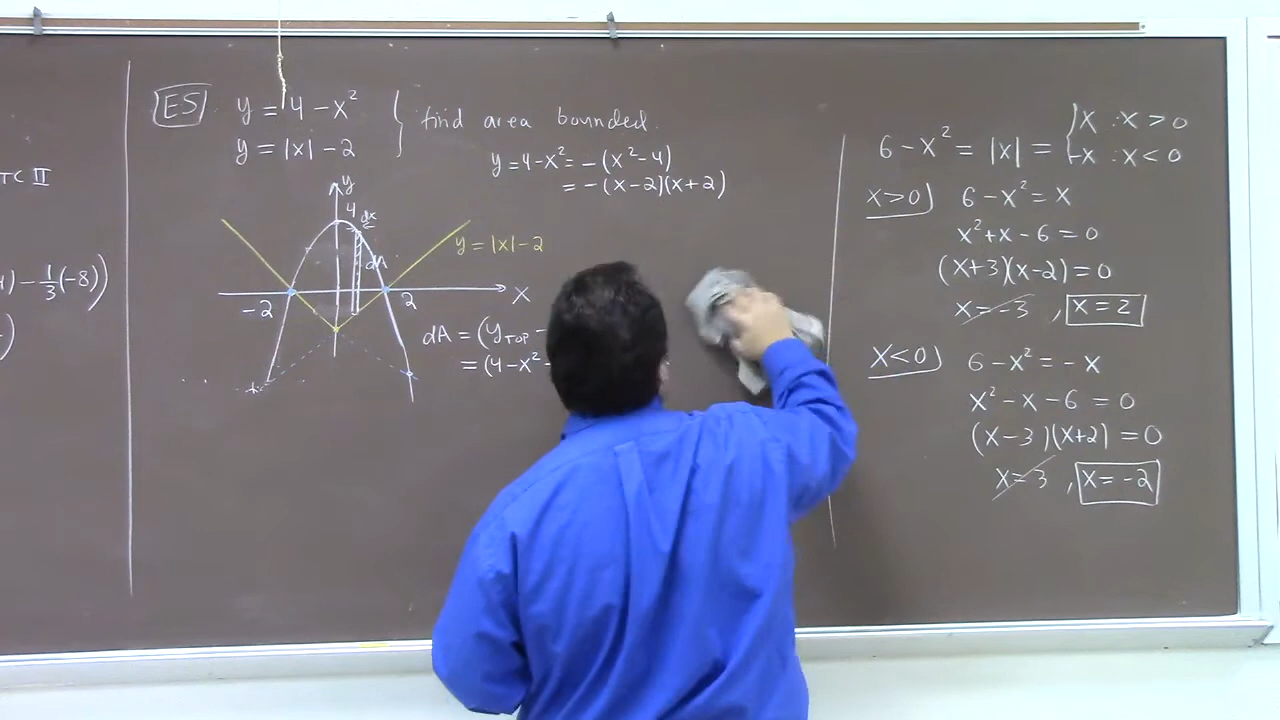 TC II
) - 1/3(-8))
)
E5 y = 4 - x²
y = |x| - 2
} find area bounded.
y = 4 - x² = -(x² - 4)
= -(x-2)(x+2)
y
4
dx
dA
y = |x| - 2
-2
2
x
dA = (y_TOP -
= (4 - x² -
6 - x² = |x| = { x : x > 0
-x : x < 0
x > 0) 6 - x² = x
x² + x - 6 = 0
(x+3)(x-2) = 0
x = -3 , x = 2
x < 0) 6 - x² = -x
x² - x - 6 = 0
(x-3)(x+2) = 0
x = 3 , x = -2